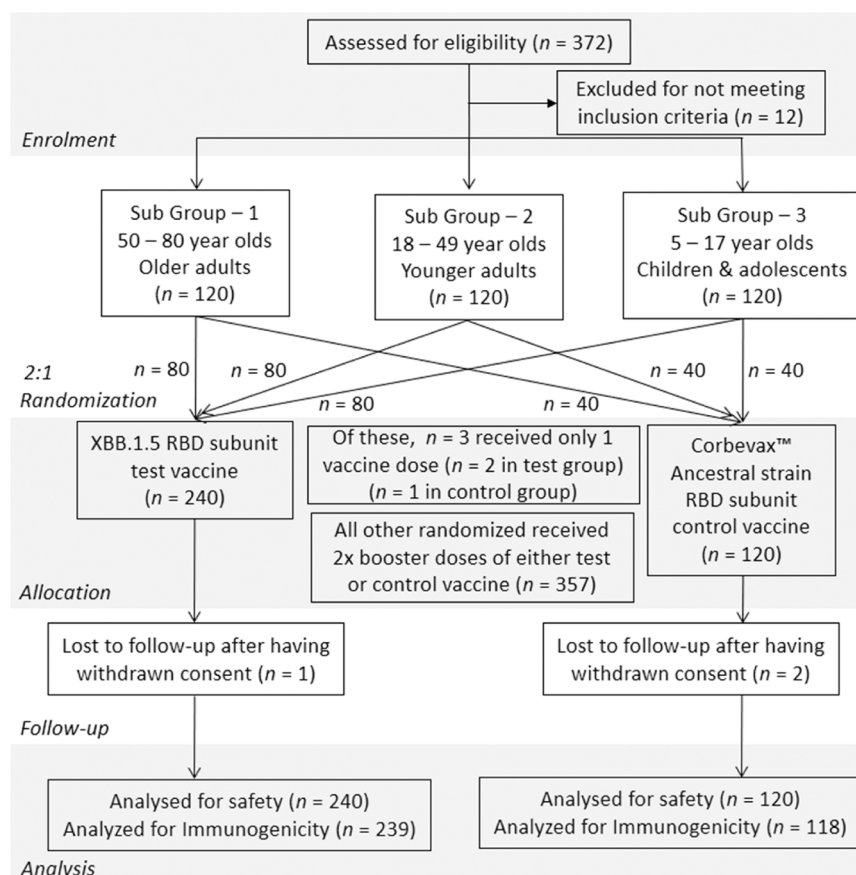 Assessed for eligibility (n = 372)
Excluded for not meeting
inclusion criteria (n = 12)
Enrolment
Sub Group – 1
50 – 80 year olds
Older adults
(n = 120)
Sub Group – 2
18 – 49 year olds
Younger adults
(n = 120)
Sub Group – 3
5 – 17 year olds
Children & adolescents
(n = 120)
n = 80
n = 80
n = 40
n = 40
2:1
Randomization
n = 80
n = 40
XBB.1.5 RBD subunit
test vaccine
(n = 240)
Of these, n = 3 received only 1
vaccine dose (n = 2 in test group)
(n = 1 in control group)
All other randomized received
2x booster doses of either test
or control vaccine (n = 357)
Corbevax™
Ancestral strain
RBD subunit
control vaccine
(n = 120)
Allocation
Lost to follow-up after having
withdrawn consent (n = 1)
Lost to follow-up after having
withdrawn consent (n = 2)
Follow-up
Analysed for safety (n = 240)
Analyzed for Immunogenicity (n = 239)
Analysed for safety (n = 120)
Analyzed for Immunogenicity (n = 118)
Analysis